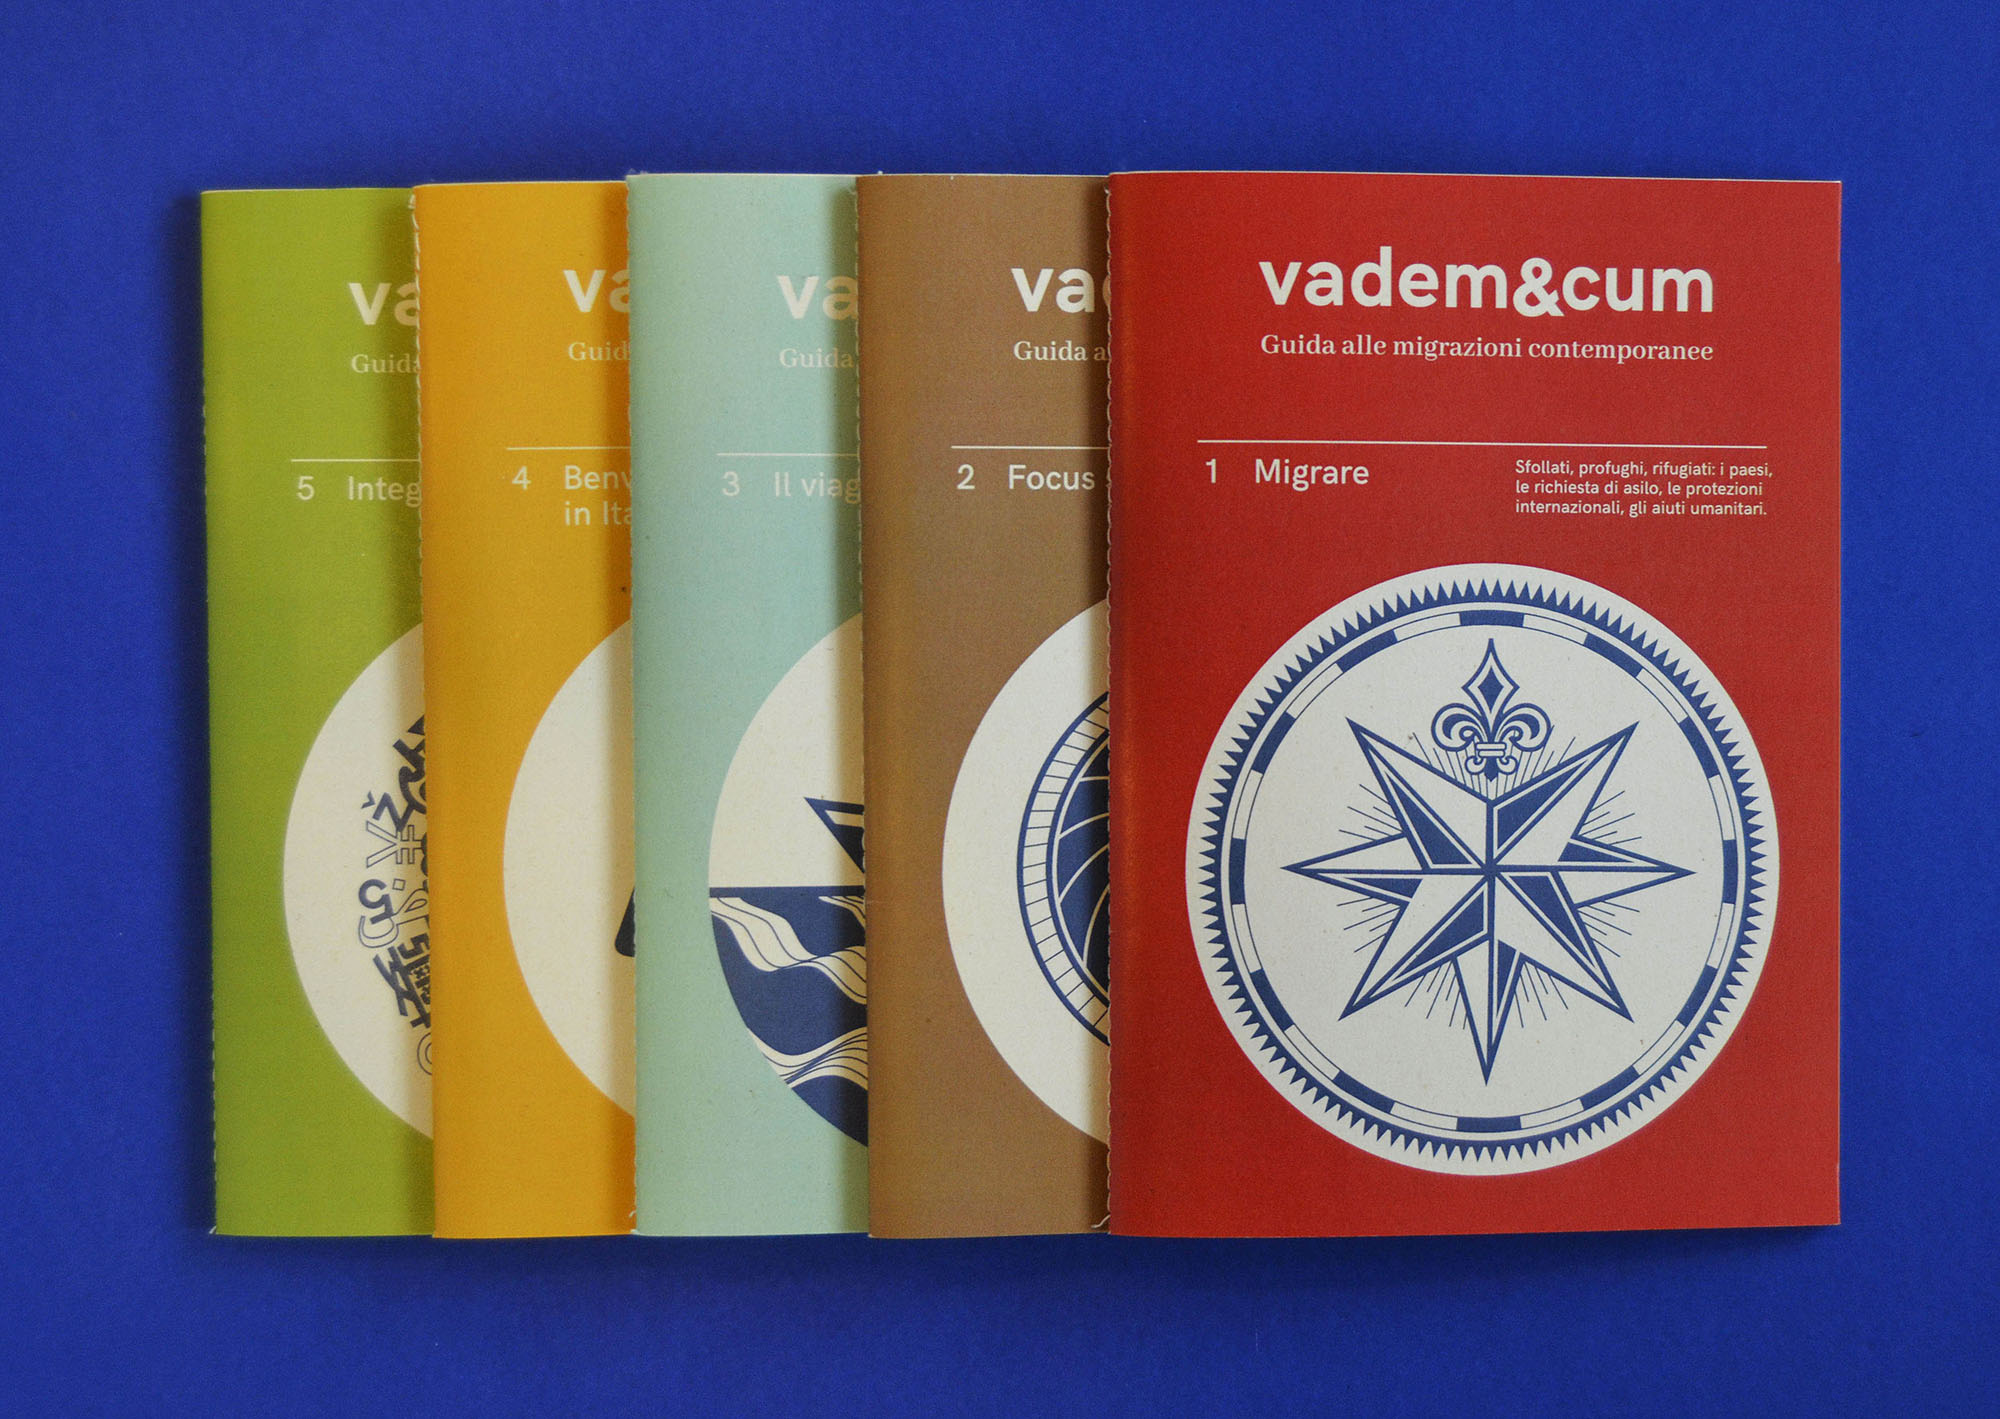 vadem&cum
Guida alle migrazioni contemporanee
1 Migrare
Sfollati, profughi, rifugiati: i paesi,
le richiesta di asilo, le protezioni
internazionali, gli aiuti umanitari.
va
Guida a
2 Focus
va
Guida
3 Il viag
va
Guid
4 Benv
in Ita
va
Guida
5 Integ